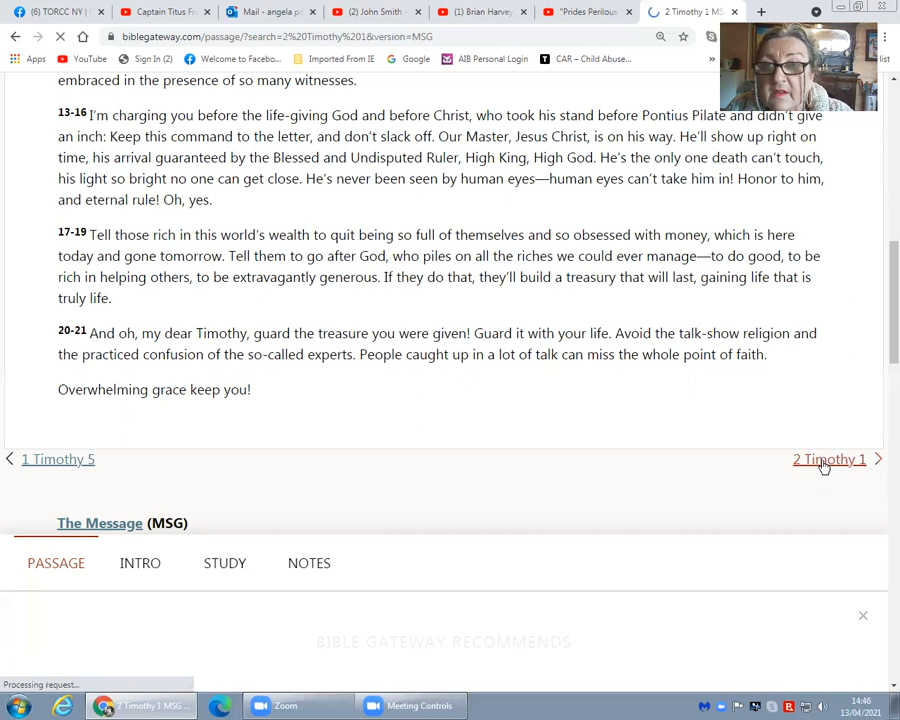 (6) TORCC NY |
Captain Titus Fr
Mail - angela p
(2) John Smith -
(1) Brian Harvey
"Prides Perilous
2 Timothy 1 MS
biblegateway.com/passage/?search=2%20Timothy%201&version=MSG
Apps
YouTube
Sign In (2)
Welcome to Facebo...
Imported From IE
Google
AIB Personal Login
CAR – Child Abuse...
»
list
embraced in the presence of so many witnesses.
13-16 I'm charging you before the life-giving God and before Christ, who took his stand before Pontius Pilate and didn't give
an inch: Keep this command to the letter, and don't slack off. Our Master, Jesus Christ, is on his way. He'll show up right on
time, his arrival guaranteed by the Blessed and Undisputed Ruler, High King, High God. He's the only one death can't touch,
his light so bright no one can get close. He's never been seen by human eyes—human eyes can't take him in! Honor to him,
and eternal rule! Oh, yes.
17-19 Tell those rich in this world's wealth to quit being so full of themselves and so obsessed with money, which is here
today and gone tomorrow. Tell them to go after God, who piles on all the riches we could ever manage—to do good, to be
rich in helping others, to be extravagantly generous. If they do that, they'll build a treasury that will last, gaining life that is
truly life.
20-21 And oh, my dear Timothy, guard the treasure you were given! Guard it with your life. Avoid the talk-show religion and
the practiced confusion of the so-called experts. People caught up in a lot of talk can miss the whole point of faith.
Overwhelming grace keep you!
1 Timothy 5
2 Timothy 1
The Message (MSG)
PASSAGE INTRO STUDY NOTES
BIBLE GATEWAY RECOMMENDS
Processing request...
2 Timothy 1 MSG ...
Zoom
Meeting Controls
14:46
13/04/2021